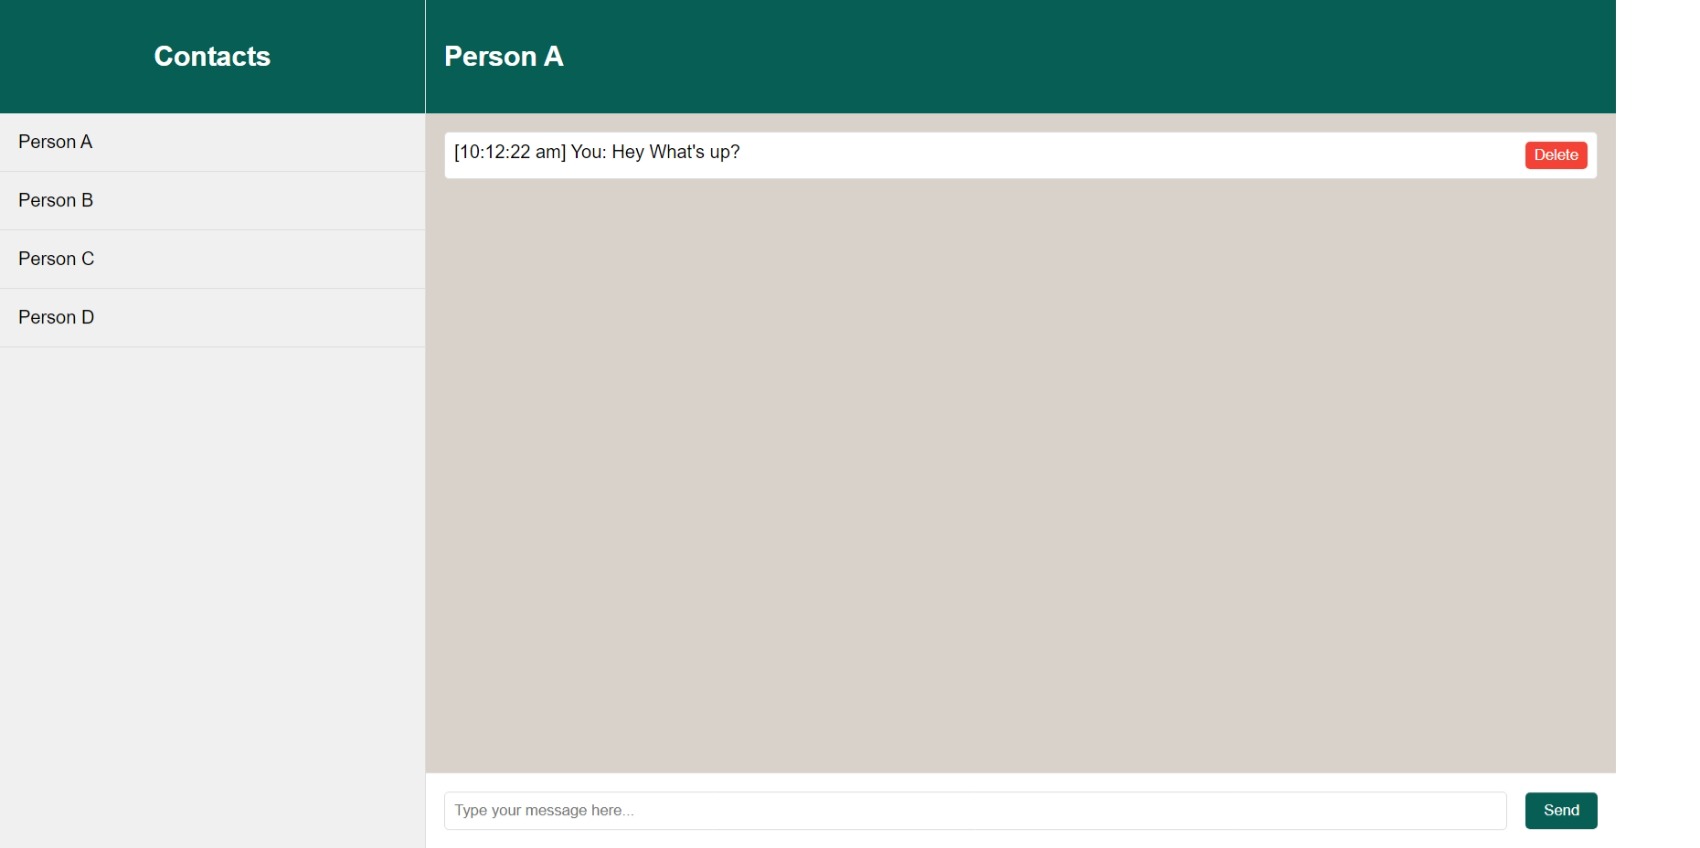 Contacts
Person A
Person A
Person B
Person C
Person D
[10:12:22 am] You: Hey What's up?
Delete
Type your message here...
Send